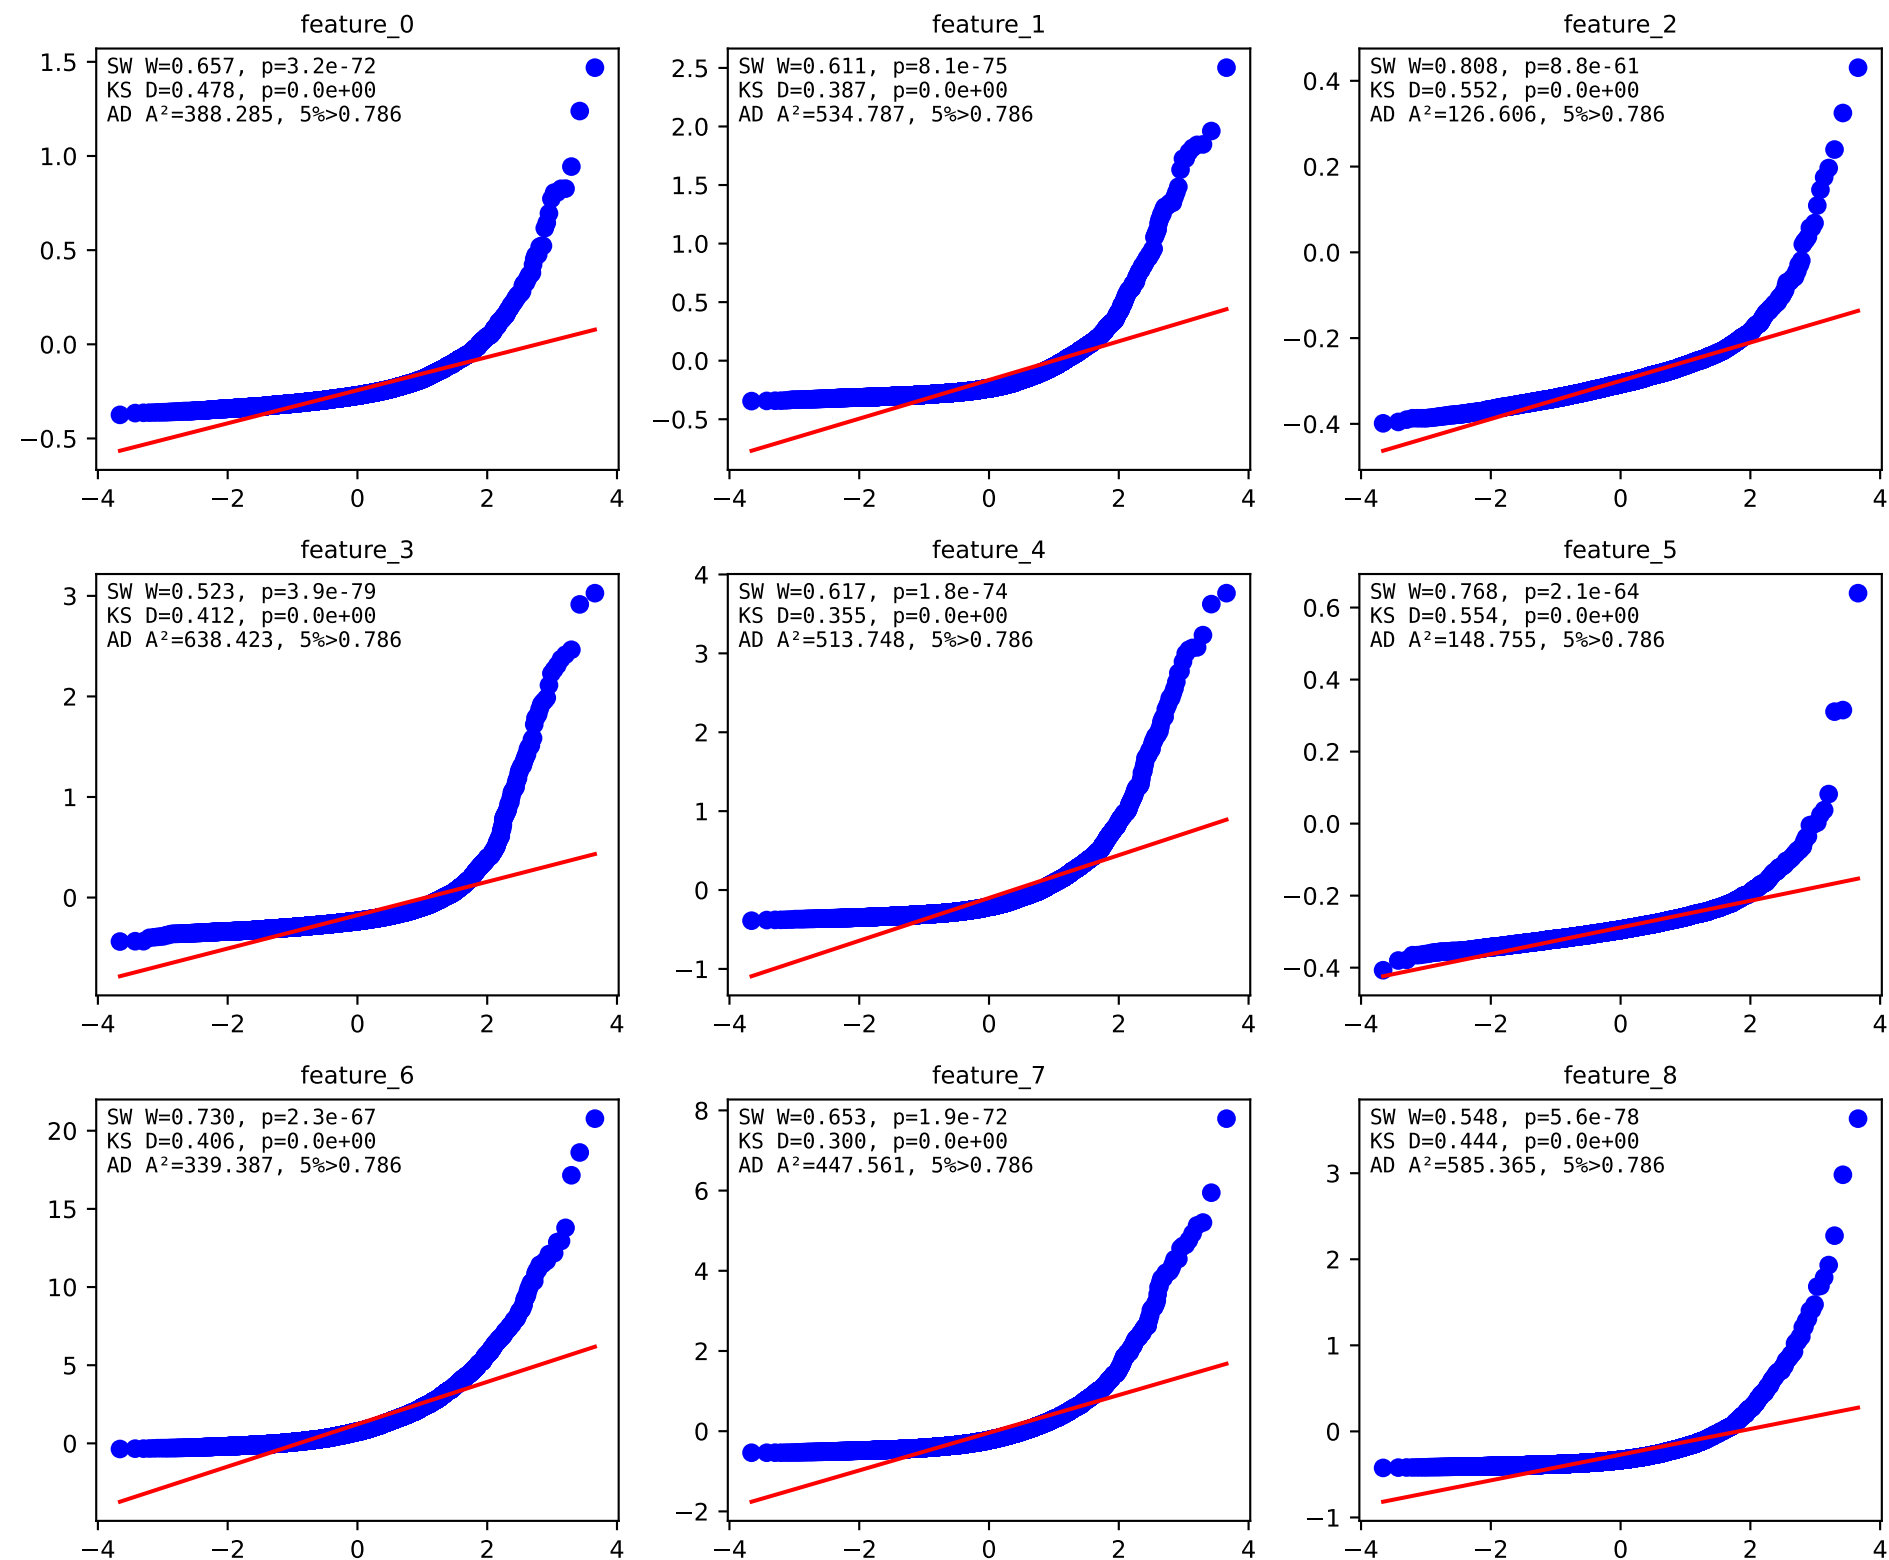 feature_0
SW W=0.657, p=3.2e-72
KS D=0.478, p=0.0e+00
AD A²=388.285, 5%>0.786
1.5
1.0
0.5
0.0
−0.5
−4 −2 0 2 4
feature_1
SW W=0.611, p=8.1e-75
KS D=0.387, p=0.0e+00
AD A²=534.787, 5%>0.786
2.5
2.0
1.5
1.0
0.5
0.0
−0.5
−4 −2 0 2 4
feature_2
SW W=0.808, p=8.8e-61
KS D=0.552, p=0.0e+00
AD A²=126.606, 5%>0.786
0.4
0.2
0.0
−0.2
−0.4
−4 −2 0 2 4
feature_3
SW W=0.523, p=3.9e-79
KS D=0.412, p=0.0e+00
AD A²=638.423, 5%>0.786
3
2
1
0
−4 −2 0 2 4
feature_4
SW W=0.617, p=1.8e-74
KS D=0.355, p=0.0e+00
AD A²=513.748, 5%>0.786
4
3
2
1
0
−1
−4 −2 0 2 4
feature_5
SW W=0.768, p=2.1e-64
KS D=0.554, p=0.0e+00
AD A²=148.755, 5%>0.786
0.6
0.4
0.2
0.0
−0.2
−0.4
−4 −2 0 2 4
feature_6
SW W=0.730, p=2.3e-67
KS D=0.406, p=0.0e+00
AD A²=339.387, 5%>0.786
20
15
10
5
0
−4 −2 0 2 4
feature_7
SW W=0.653, p=1.9e-72
KS D=0.300, p=0.0e+00
AD A²=447.561, 5%>0.786
8
6
4
2
0
−2
−4 −2 0 2 4
feature_8
SW W=0.548, p=5.6e-78
KS D=0.444, p=0.0e+00
AD A²=585.365, 5%>0.786
3
2
1
0
−1
−4 −2 0 2 4